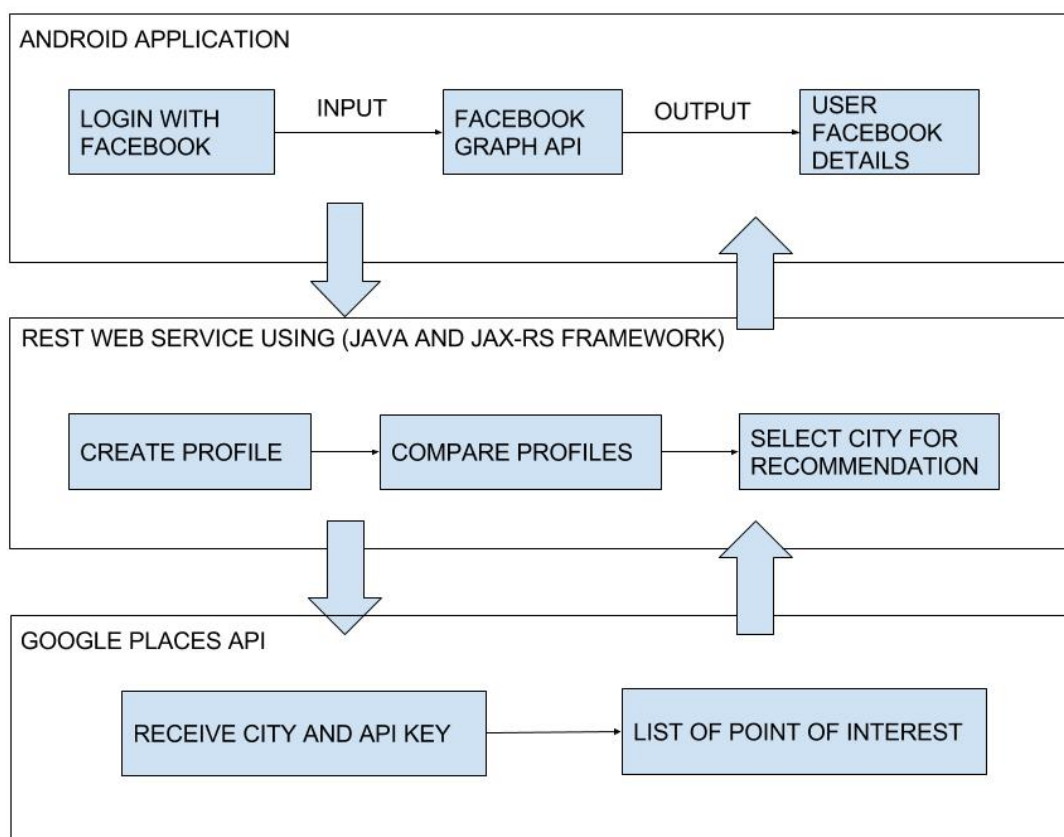 ANDROID APPLICATION
LOGIN WITH
FACEBOOK
INPUT
FACEBOOK
GRAPH API
OUTPUT
USER
FACEBOOK
DETAILS
REST WEB SERVICE USING (JAVA AND JAX-RS FRAMEWORK)
CREATE PROFILE
COMPARE PROFILES
SELECT CITY FOR
RECOMMENDATION
GOOGLE PLACES API
RECEIVE CITY AND API KEY
LIST OF POINT OF INTEREST